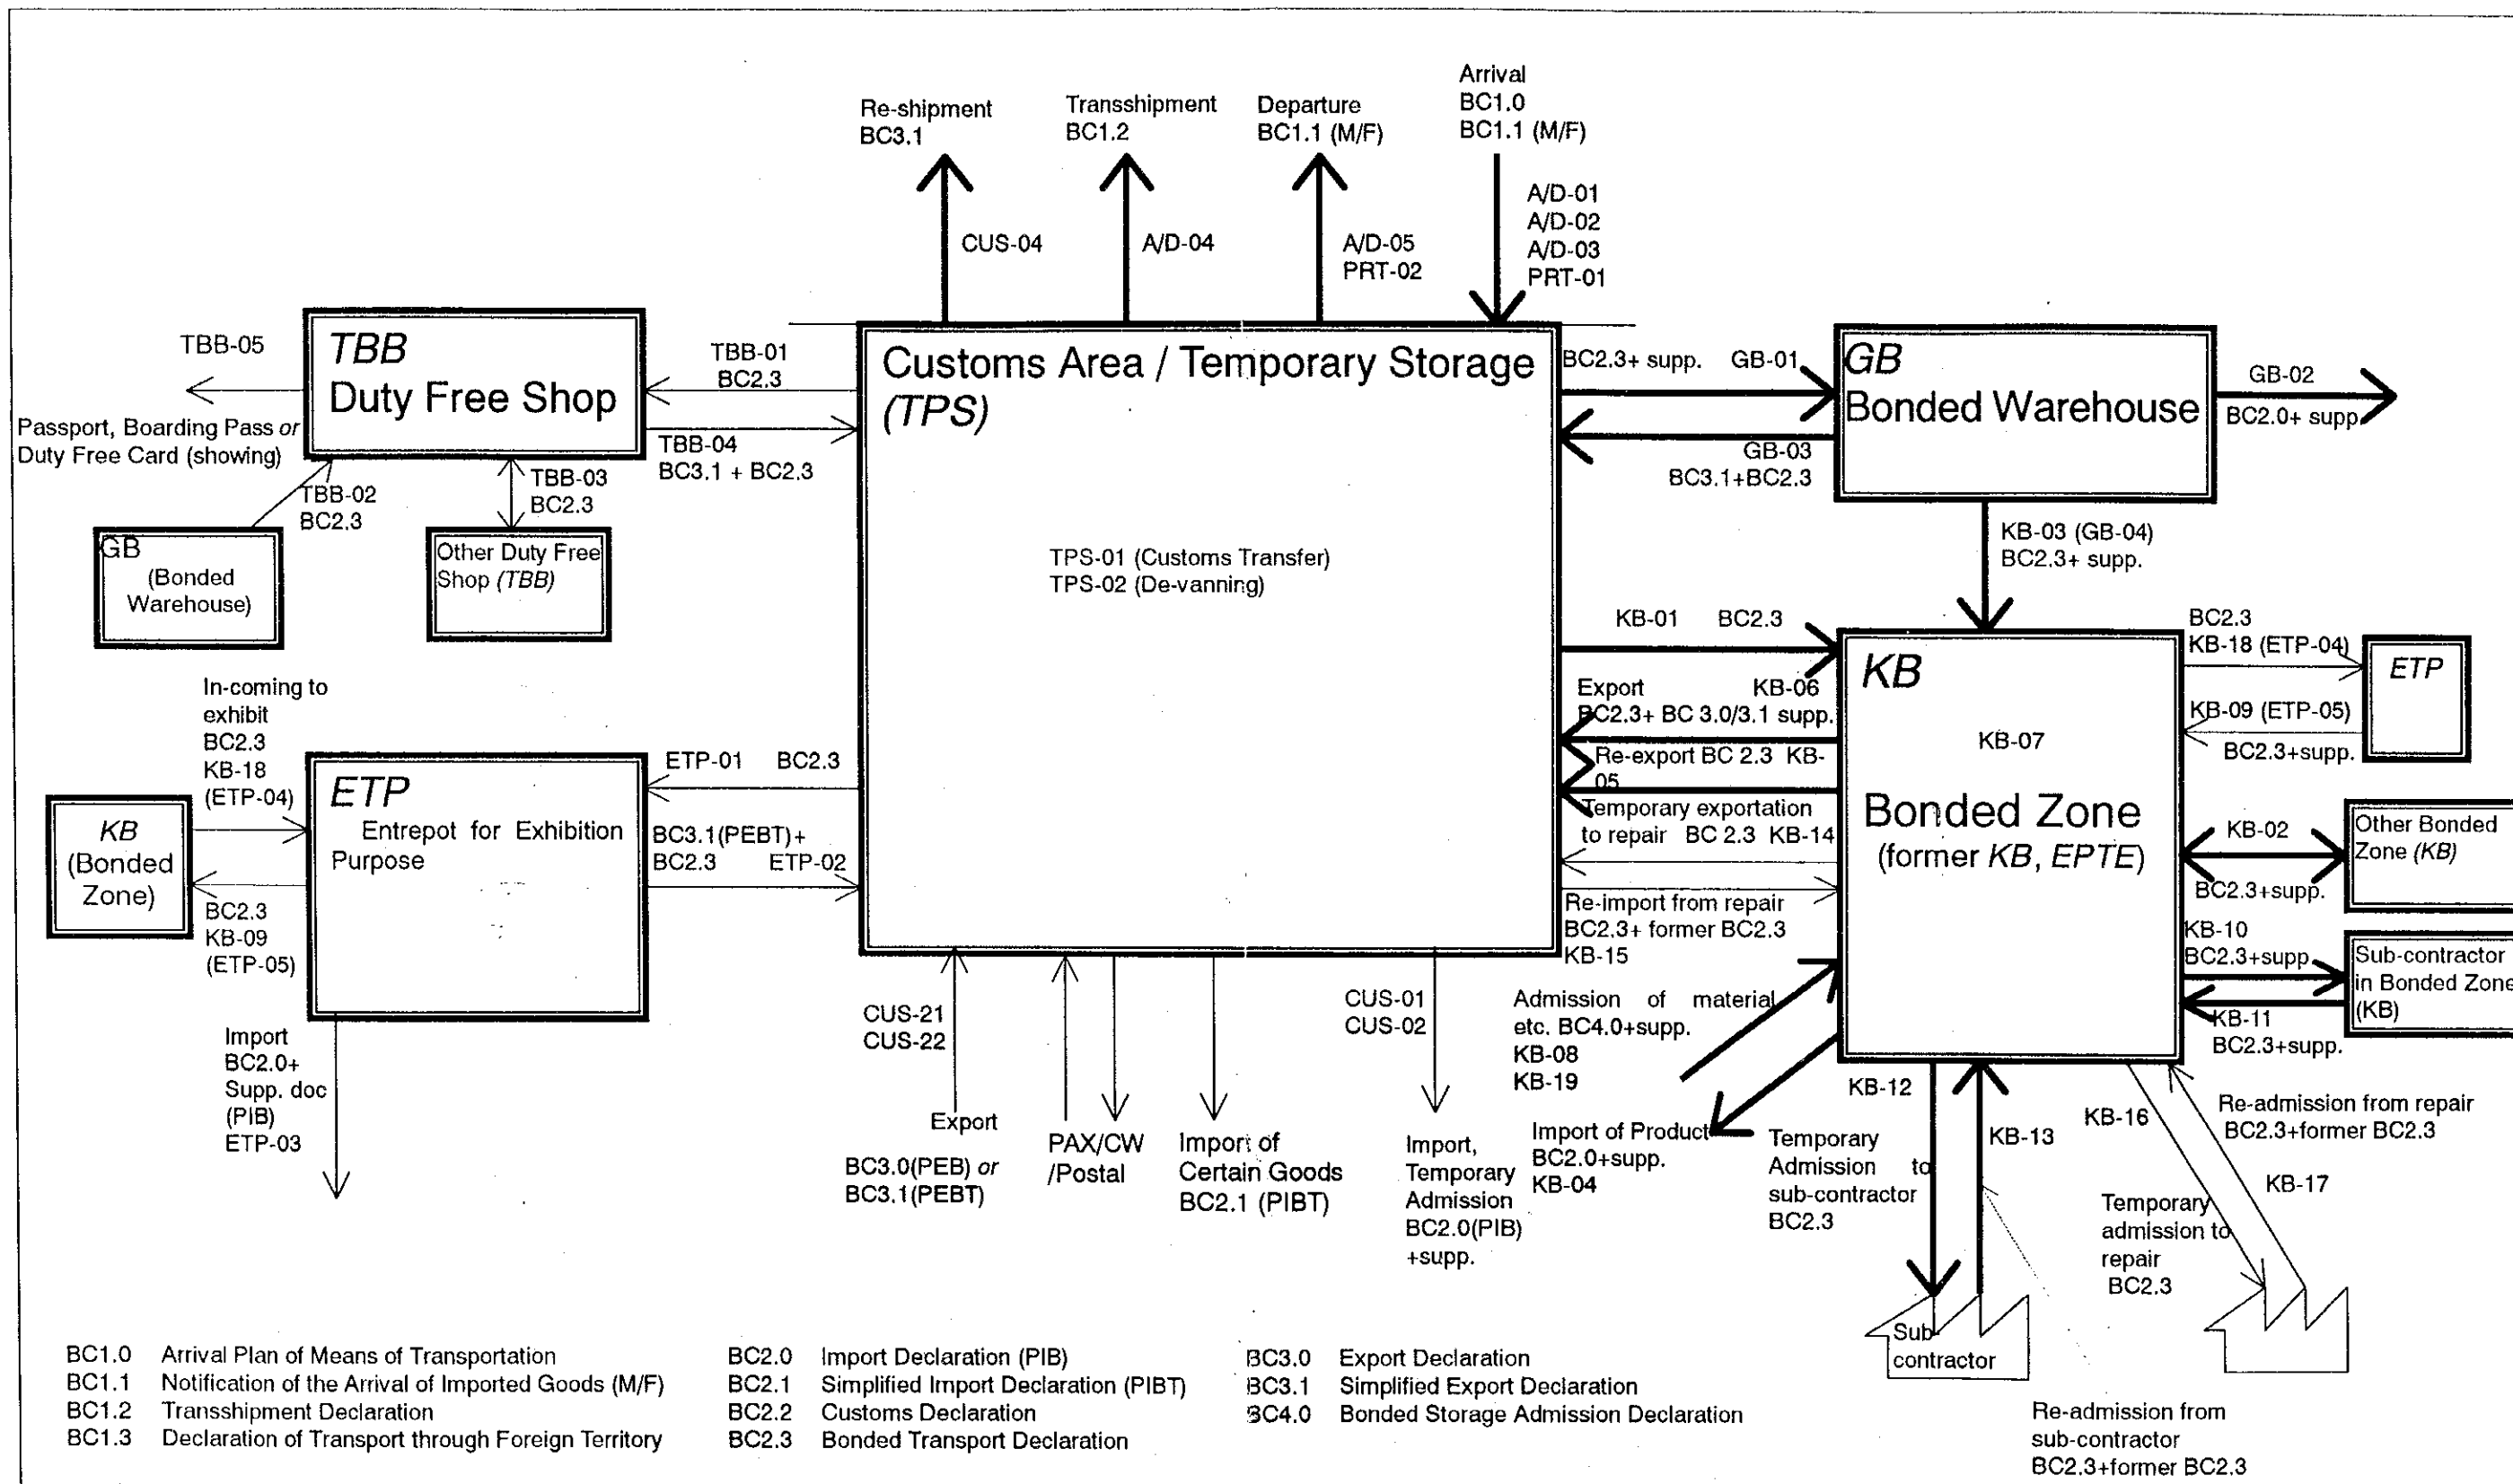 Re-shipment
BC3.1
Transshipment
BC1.2
Departure
BC1.1 (M/F)
Arrival
BC1.0
BC1.1 (M/F)
CUS-04
A/D-04
A/D-05
PRT-02
A/D-01
A/D-02
A/D-03
PRT-01
TBB-05
Passport, Boarding Pass or
Duty Free Card (showing)
TBB
Duty Free Shop
TBB-01
BC2.3
TBB-04
BC3.1 + BC2.3
TBB-02
BC2.3
TBB-03
BC2.3
GB
(Bonded
Warehouse)
Other Duty Free
Shop (TBB)
Customs Area / Temporary Storage
(TPS)
TPS-01 (Customs Transfer)
TPS-02 (De-vanning)
BC2.3+ supp. GB-01
GB-03
BC3.1+BC2.3
GB
Bonded Warehouse
GB-02
BC2.0+ supp.
KB-03 (GB-04)
BC2.3+ supp.
KB-01 BC2.3
Export KB-06
BC2.3+ BC 3.0/3.1 supp.
Re-export BC 2.3 KB-
05
Temporary exportation
to repair BC 2.3 KB-14
Re-import from repair
BC2.3+ former BC2.3
KB-15
KB
KB-07
Bonded Zone
(former KB, EPTE)
BC2.3
KB-18 (ETP-04)
KB-09 (ETP-05)
BC2.3+supp.
ETP
KB-02
BC2.3+supp.
Other Bonded
Zone (KB)
KB-10
BC2.3+supp
KB-11
BC2.3+supp.
Sub-contractor
in Bonded Zone
(KB)
In-coming to
exhibit
BC2.3
KB-18
(ETP-04)
KB
(Bonded
Zone)
BC2.3
KB-09
(ETP-05)
ETP
Entrepot for Exhibition
Purpose
ETP-01 BC2.3
BC3.1(PEBT)+
BC2.3 ETP-02
Import
BC2.0+
Supp. doc
(PIB)
ETP-03
CUS-21
CUS-22
Export
BC3.0(PEB) or
BC3.1(PEBT)
PAX/CW
/Postal
Import of
Certain Goods
BC2.1 (PIBT)
CUS-01
CUS-02
Import,
Temporary
Admission
BC2.0(PIB)
+supp.
Admission of material
etc. BC4.0+supp.
KB-08
KB-19
Import of Product
BC2.0+supp.
KB-04
KB-12
Temporary
Admission to
sub-contractor
BC2.3
KB-13
KB-16
Temporary
admission to
repair
BC2.3
Re-admission from repair
BC2.3+former BC2.3
KB-17
Sub-
contractor
Re-admission from
sub-contractor
BC2.3+former BC2.3
BC1.0 Arrival Plan of Means of Transportation
BC1.1 Notification of the Arrival of Imported Goods (M/F)
BC1.2 Transshipment Declaration
BC1.3 Declaration of Transport through Foreign Territory
BC2.0 Import Declaration (PIB)
BC2.1 Simplified Import Declaration (PIBT)
BC2.2 Customs Declaration
BC2.3 Bonded Transport Declaration
BC3.0 Export Declaration
BC3.1 Simplified Export Declaration
BC4.0 Bonded Storage Admission Declaration